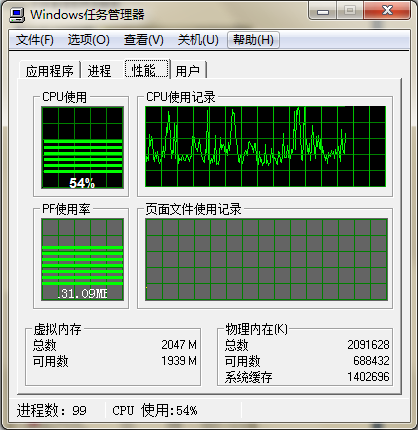 Windows任务管理器
文件(F) 选项(O) 查看(V) 关机(U) 帮助(H)
应用程序 进程 性能 用户
CPU使用 CPU使用记录
54%
PF使用率 页面文件使用记录
31.09ME
虚拟内存 物理内在(K)
总数 2047 M 总数 2091628
可用数 1939 M 可用数 688432
系统缓存 1402696
进程数：99 CPU 使用:54%